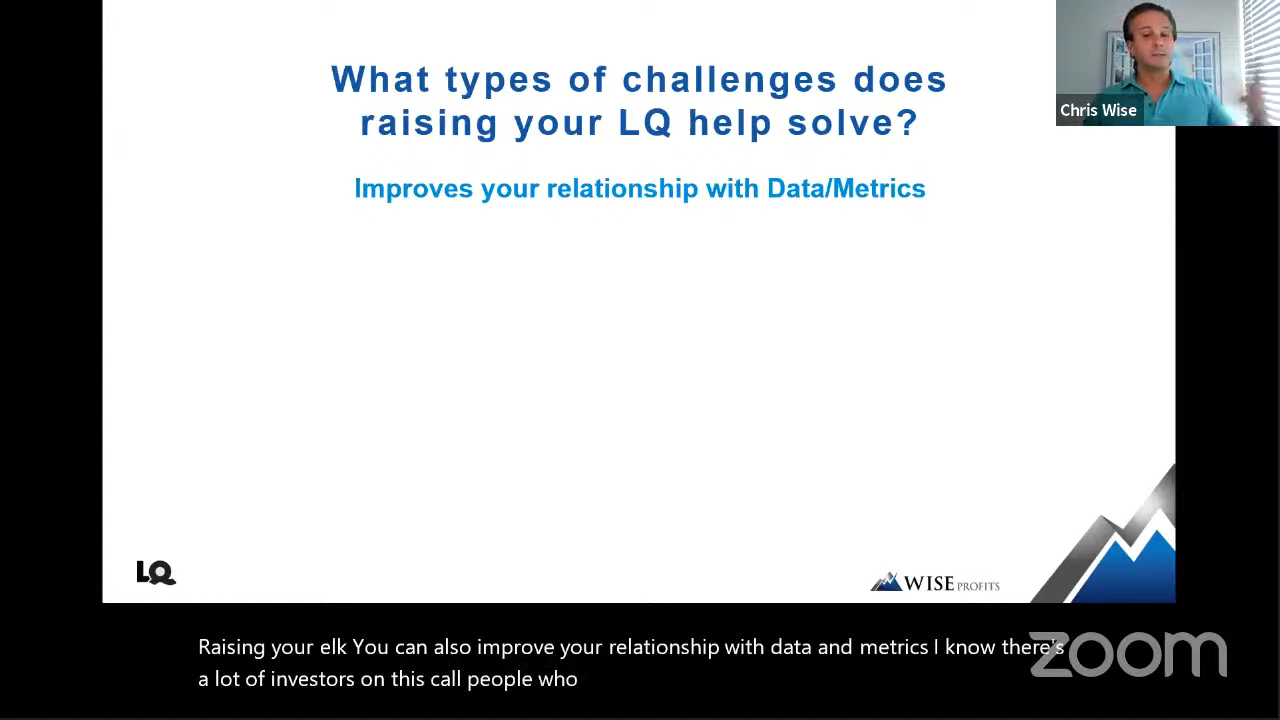 What types of challenges does
raising your LQ help solve?
Chris Wise
Improves your relationship with Data/Metrics
LQ
WISE PROFITS
Raising your elk You can also improve your relationship with data and metrics I know there's
a lot of investors on this call people who
zoom